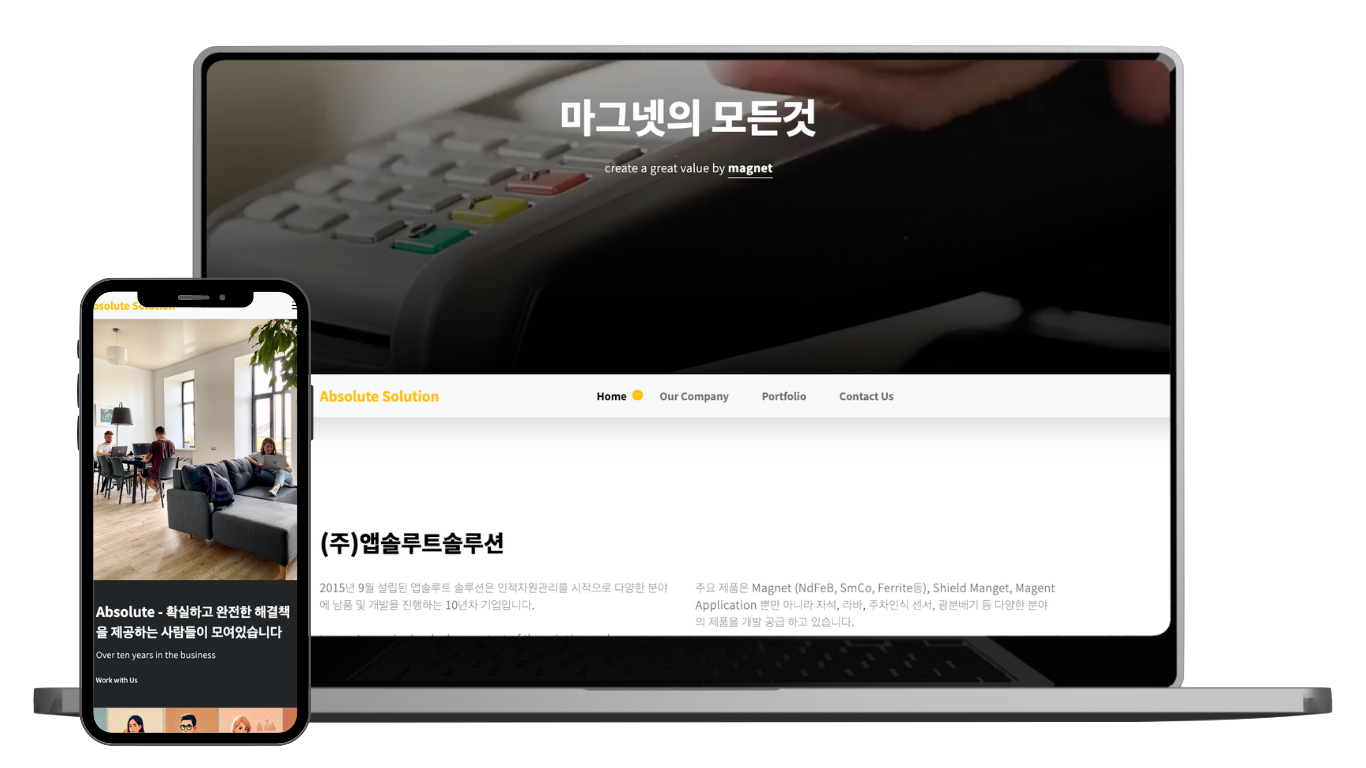 마그넷의 모든것
create a great value by magnet
Absolute Solution
Home
Our Company
Portfolio
Contact Us
(주)앱솔루트솔루션
2015년 9월 설립된 앱솔루트 솔루션은 인적자원관리를 시작으로 다양한 분야
에 납품 및 개발을 진행하는 10년차 기업입니다.
주요 제품은 Magnet (NdFeB, SmCo, Ferrite등), Shield Manget, Magent
Application 뿐만 아니라 자석, 라바, 주차인식 센서, 광분배기 등 다양한 분야
의 제품을 개발 공급 하고 있습니다.
Absolute - 확실하고 완전한 해결책
을 제공하는 사람들이 모여있습니다
Over ten years in the business
Work with Us